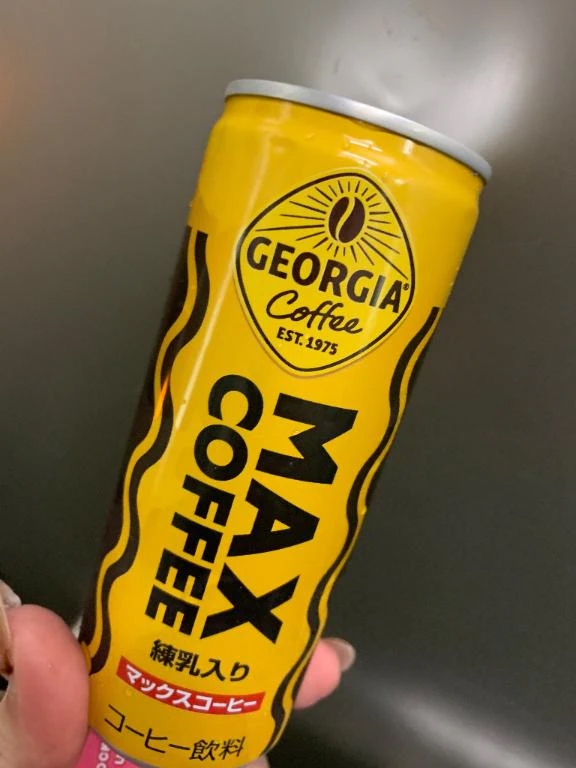 GEORGIA®
Coffee
EST. 1975
MAX
COFFEE
練乳入り
マックスコーヒー
コーヒー飲料